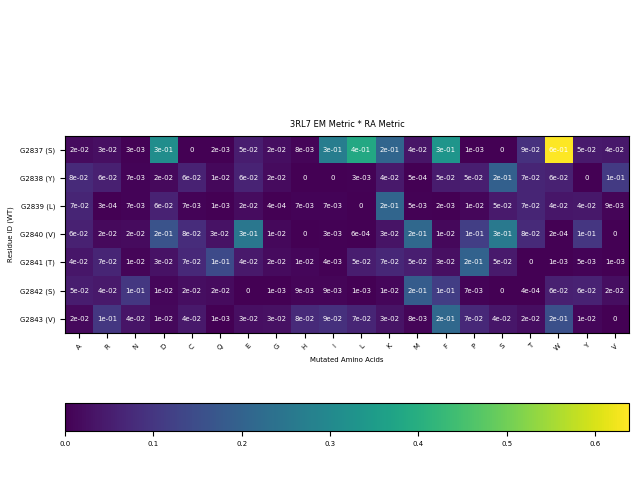 3RL7 EM Metric * RA Metric
Residue ID (WT)
G2837 (S) 2e-02 3e-02 3e-03 3e-01 0 2e-03 5e-02 2e-02 8e-03 3e-01 4e-01 2e-01 4e-02 3e-01 1e-03 0 9e-02 6e-01 5e-02 4e-02
G2838 (Y) 8e-02 6e-02 7e-03 2e-02 6e-02 1e-02 6e-02 2e-02 0 0 3e-03 4e-02 5e-04 5e-02 5e-02 2e-01 7e-02 6e-02 0 1e-01
G2839 (L) 7e-02 3e-04 7e-03 6e-02 7e-03 1e-03 2e-02 4e-04 7e-03 7e-03 0 2e-01 5e-03 2e-03 1e-02 5e-02 7e-02 4e-02 4e-02 9e-03
G2840 (V) 6e-02 2e-02 2e-02 2e-01 8e-02 3e-02 3e-01 1e-02 0 3e-03 6e-04 3e-02 2e-01 1e-02 1e-01 3e-01 8e-02 2e-04 1e-01 0
G2841 (T) 4e-02 7e-02 1e-02 3e-02 7e-02 1e-01 4e-02 2e-02 1e-02 4e-03 5e-02 7e-02 5e-02 3e-02 2e-01 5e-02 0 1e-03 5e-03 1e-03
G2842 (S) 5e-02 4e-02 1e-01 1e-02 2e-02 2e-02 0 1e-03 9e-03 9e-03 1e-03 1e-02 2e-01 1e-01 7e-03 0 4e-04 6e-02 6e-02 2e-02
G2843 (V) 2e-02 1e-01 4e-02 1e-02 4e-02 1e-03 3e-02 3e-02 8e-02 9e-02 7e-02 3e-02 8e-03 2e-01 7e-02 4e-02 2e-02 2e-01 1e-02 0
A R N D C Q E G H I L K M F P S T W Y V
Mutated Amino Acids
0.0 0.1 0.2 0.3 0.4 0.5 0.6